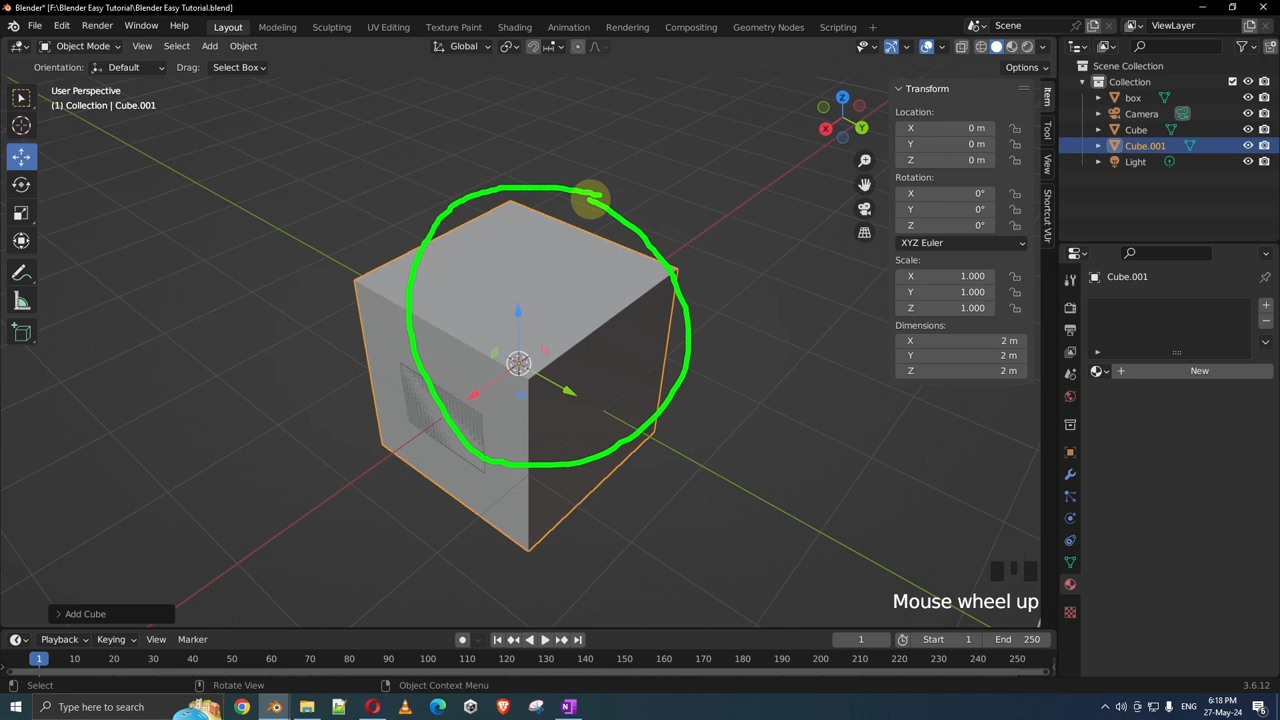 Blender* [F:\Blender Easy Tutorial\Blender Easy Tutorial.blend]
File Edit Render Window Help Layout Modeling Sculpting UV Editing Texture Paint Shading Animation Rendering Compositing Geometry Nodes Scripting Scene ViewLayer
Object Mode View Select Add Object Global
Orientation: Default Drag: Select Box Options
User Perspective
(1) Collection | Cube.001
Z
X
Y
Transform
Location:
X 0 m
Y 0 m
Z 0 m
Rotation:
X 0°
Y 0°
Z 0°
XYZ Euler
Scale:
X 1.000
Y 1.000
Z 1.000
Dimensions:
X 2 m
Y 2 m
Z 2 m
Item
Tool
View
Shortcut VUr
Scene Collection
Collection
box
Camera
Cube
Cube.001
Light
Cube.001
New
Add Cube
Mouse wheel up
Playback Keying View Marker 1 Start 1 End 250
1 10 20 30 40 50 60 70 80 90 100 110 120 130 140 150 160 170 180 190 200 210 220 230 240 250
Select Rotate View Object Context Menu 3.6.12
Type here to search ENG 6:18 PM
27-May-24